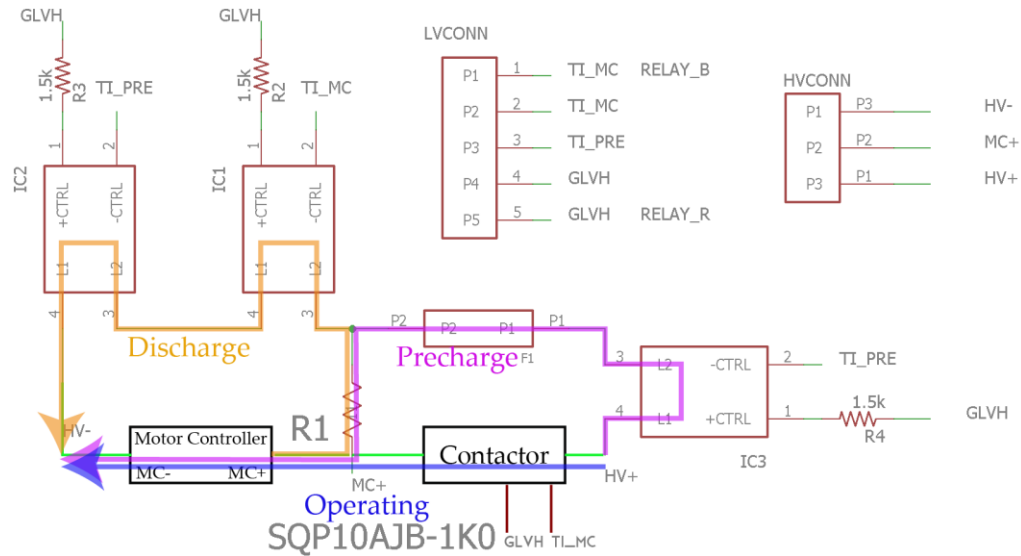 GLVH
GLVH
LVCONN
1.5k
R3
TI_PRE
1.5k
R2
TI_MC
P1 1 TI_MC RELAY_B
P2 2 TI_MC
P3 3 TI_PRE
P4 4 GLVH
P5 5 GLVH RELAY_R
HVCONN
P1 P3 HV-
P2 P2 MC+
P3 P1 HV+
1 2
1 2
IC2
+CTRL -CTRL
L1 L2
IC1
+CTRL -CTRL
L1 L2
4 3
4 3
Discharge
P2 P2 P1 P1
Precharge F1
3 L2 -CTRL 2 TI_PRE
4 L1 +CTRL 1 1.5k GLVH
R4
IC3
HV-
Motor Controller
MC- MC+
R1
MC+
Contactor
HV+
Operating
SQP10AJB-1K0
GLVH TI_MC